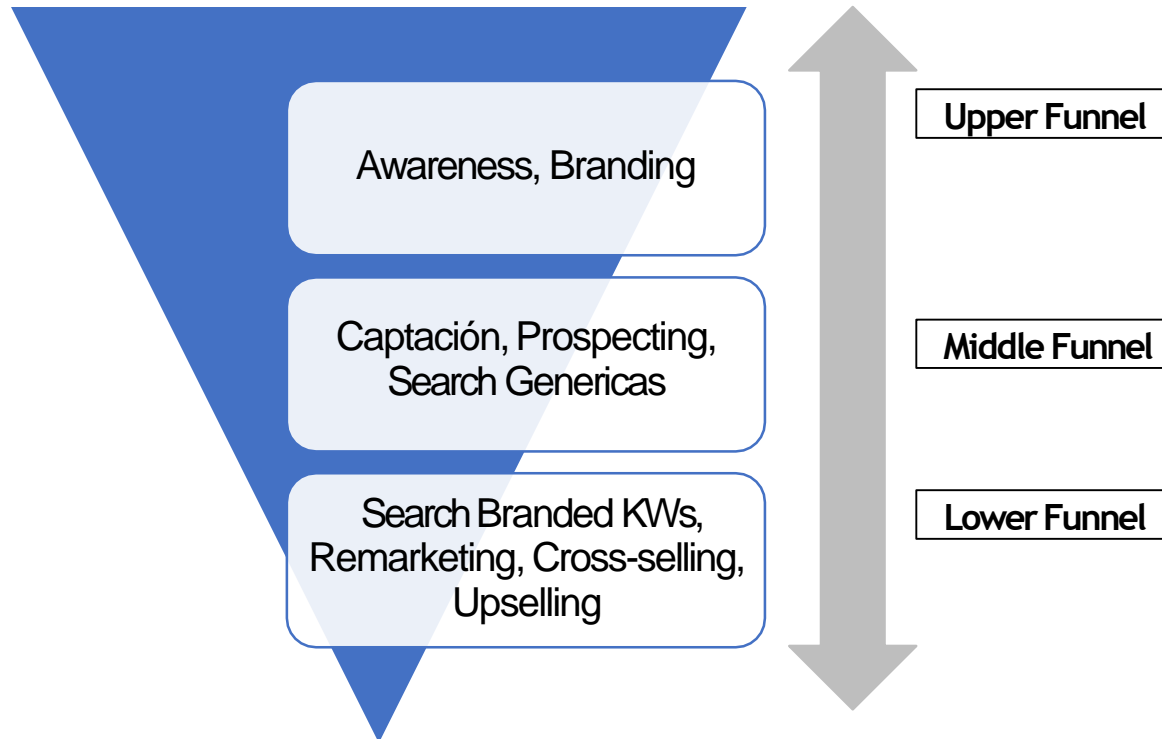 Upper Funnel
Awareness, Branding
Captación, Prospecting,
Search Genericas
Middle Funnel
Search Branded KWs,
Remarketing, Cross-selling,
Upselling
Lower Funnel